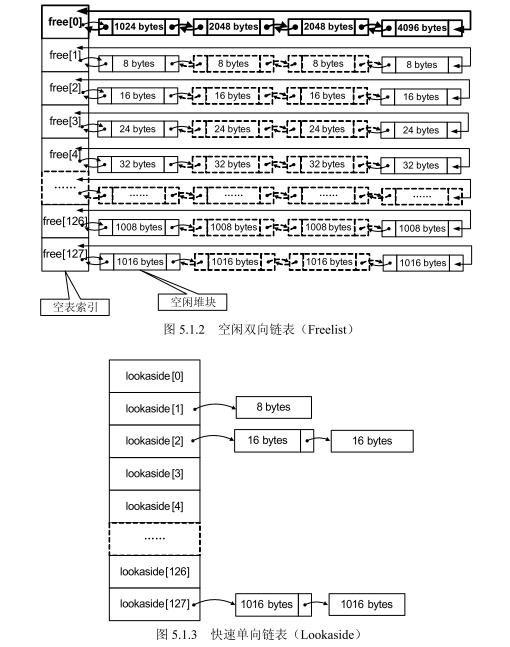 free[0] 1024 bytes 2048 bytes 2048 bytes 4096 bytes
free[1] 8 bytes 8 bytes 8 bytes 8 bytes
free[2] 16 bytes 16 bytes 16 bytes 16 bytes
free[3] 24 bytes 24 bytes 24 bytes 24 bytes
free[4] 32 bytes 32 bytes 32 bytes 32 bytes
…… …… …… …… ……
free[126] 1008 bytes 1008 bytes 1008 bytes 1008 bytes
free[127] 1016 bytes 1016 bytes 1016 bytes 1016 bytes
空表索引 空闲堆块
图 5.1.2 空闲双向链表（Freelist）
lookaside[0]
lookaside[1] 8 bytes
lookaside[2] 16 bytes 16 bytes
lookaside[3]
lookaside[4]
……
lookaside[126]
lookaside[127] 1016 bytes 1016 bytes
图 5.1.3 快速单向链表（Lookaside）